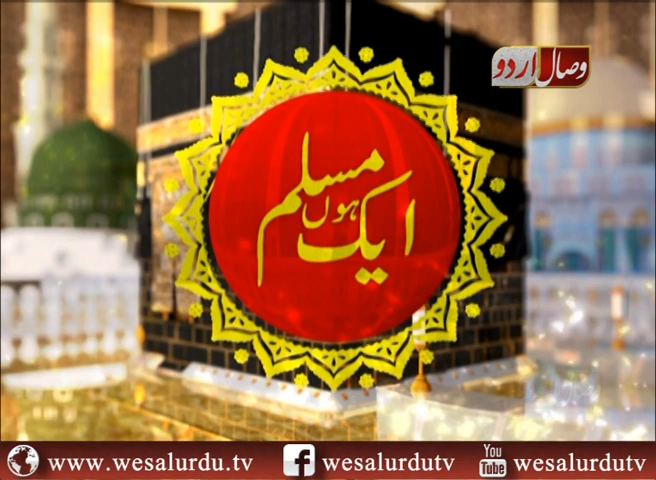 وصال اردو
ایک ہوں مسلم
www.wesalurdu.tv
wesalurdutv
You Tube wesalurdutv